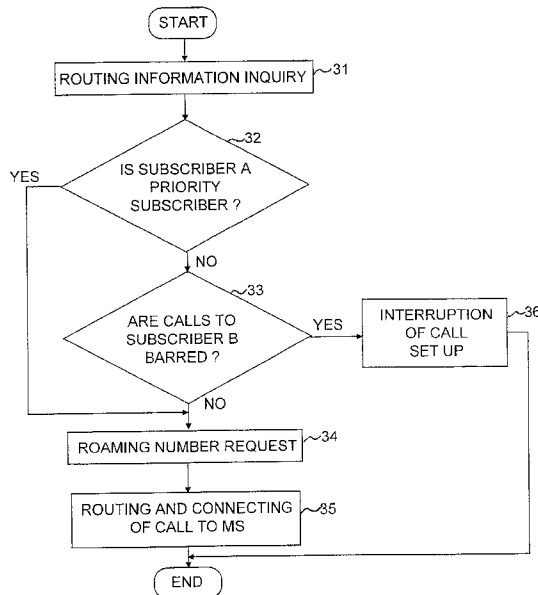 START
ROUTING INFORMATION INQUIRY
31
32
YES
IS SUBSCRIBER A
PRIORITY
SUBSCRIBER ?
NO
33
ARE CALLS TO
SUBSCRIBER B
BARRED ?
YES
INTERRUPTION
OF CALL
SET UP
36
NO
ROAMING NUMBER REQUEST
34
ROUTING AND CONNECTING
OF CALL TO MS
35
END